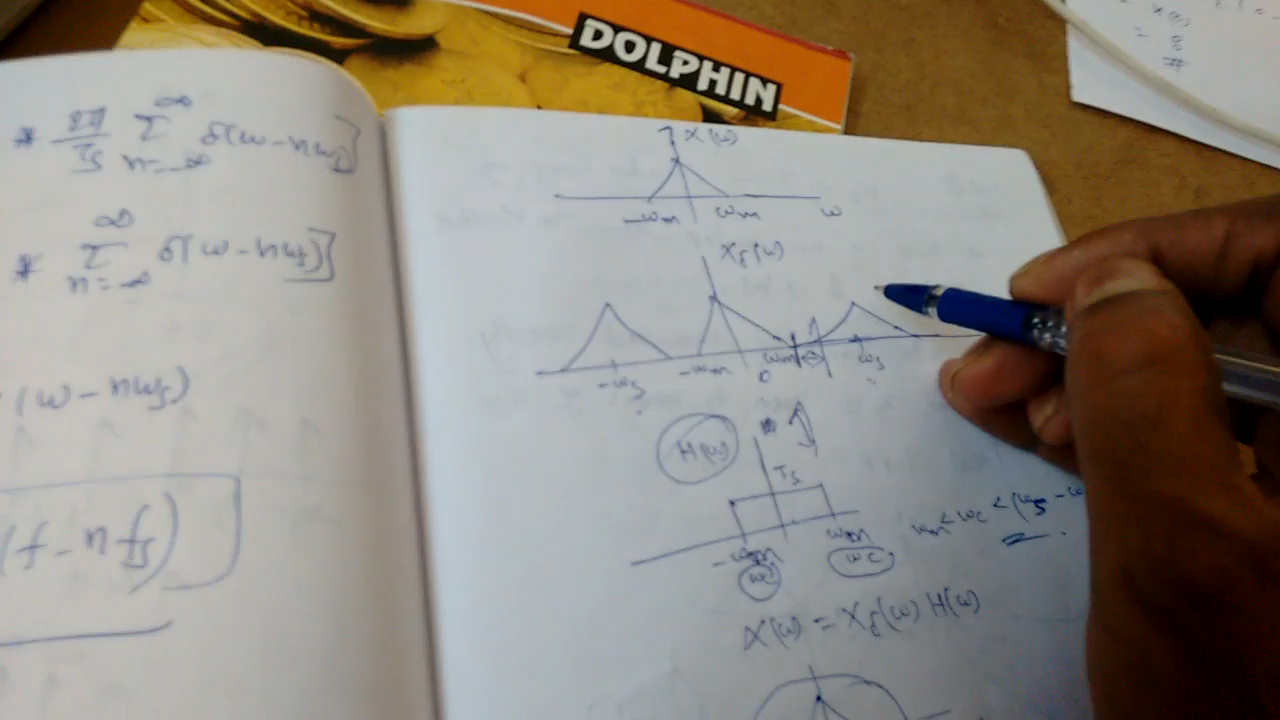 DOLPHIN
* 2π/Ts Σ n=-∞ ∞ δ(ω-nωs)]
* Σ n=-∞ ∞ δ(ω-nωs)]
(ω-nωs)
(f-nfs)
X(ω)
-ωm ωm ω
Xδ(ω)
-ωs -ωm 0 ωm ωs
H(ω)
Ts
-ωm ωm
ωc ωc
ωm < ωc < (ωs - ω
X(ω) = Xδ(ω) H(ω)